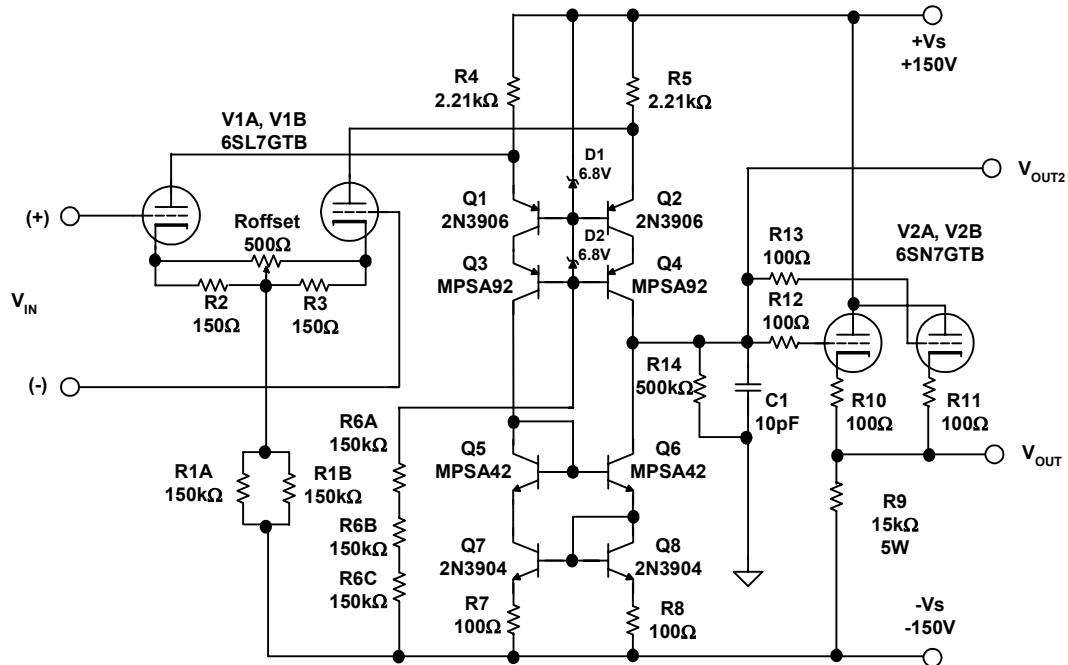 +Vs
+150V
R4
2.21kΩ
R5
2.21kΩ
V1A, V1B
6SL7GTB
D1
6.8V
V_OUT2
(+)
Q1
2N3906
Q2
2N3906
Roffset
500Ω
D2
6.8V
V2A, V2B
6SN7GTB
R13
100Ω
Q3
MPSA92
Q4
MPSA92
R12
100Ω
V_IN
R2
150Ω
R3
150Ω
R14
500kΩ
C1
10pF
(-)
R10
100Ω
R11
100Ω
R6A
150kΩ
Q5
MPSA42
Q6
MPSA42
V_OUT
R1A
150kΩ
R1B
150kΩ
R9
15kΩ
5W
R6B
150kΩ
Q7
2N3904
Q8
2N3904
R6C
150kΩ
R7
100Ω
R8
100Ω
-Vs
-150V